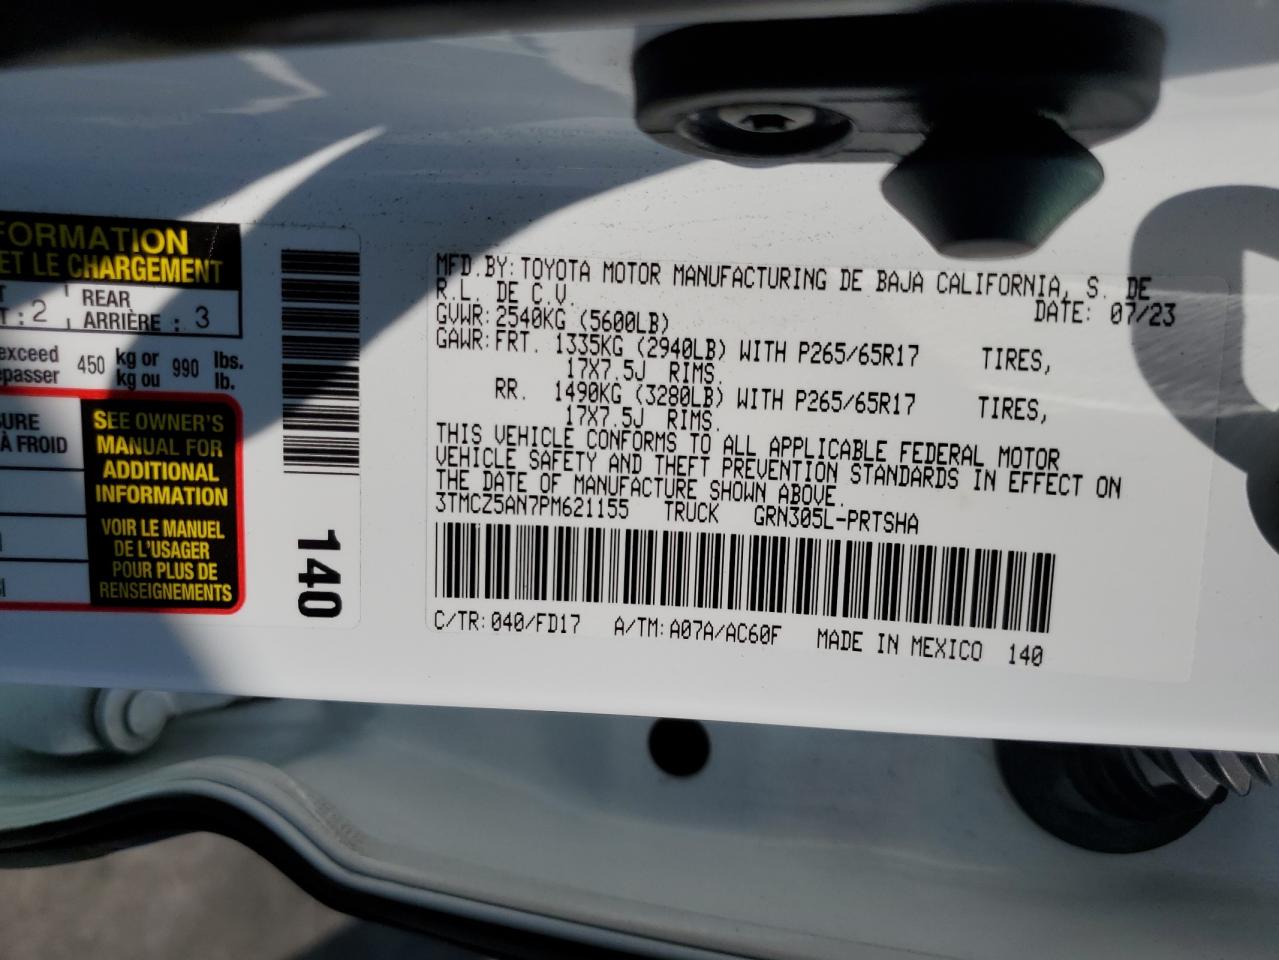 FORMATION
ET LE CHARGEMENT
: 2
REAR
ARRIÈRE : 3
exceed
450
kg or
kg ou
990
lbs.
lb.
À FROID
SEE OWNER'S
MANUAL FOR
ADDITIONAL
INFORMATION
VOIR LE MANUEL
DE L'USAGER
POUR PLUS DE
RENSEIGNEMENTS
140
MFD.BY: TOYOTA MOTOR MANUFACTURING DE BAJA CALIFORNIA, S. DE
R.L. DE C.V.
DATE: 07/23
GVWR: 2540KG (5600LB)
GAWR: FRT. 1335KG (2940LB) WITH P265/65R17 TIRES,
17X7.5J RIMS.
RR. 1490KG (3280LB) WITH P265/65R17 TIRES,
17X7.5J RIMS.
THIS VEHICLE CONFORMS TO ALL APPLICABLE FEDERAL MOTOR
VEHICLE SAFETY AND THEFT PREVENTION STANDARDS IN EFFECT ON
THE DATE OF MANUFACTURE SHOWN ABOVE.
3TMCZ5AN7PM621155 TRUCK GRN305L-PRTSHA
C/TR: 040/FD17 A/TM: A07A/AC60F MADE IN MEXICO 140